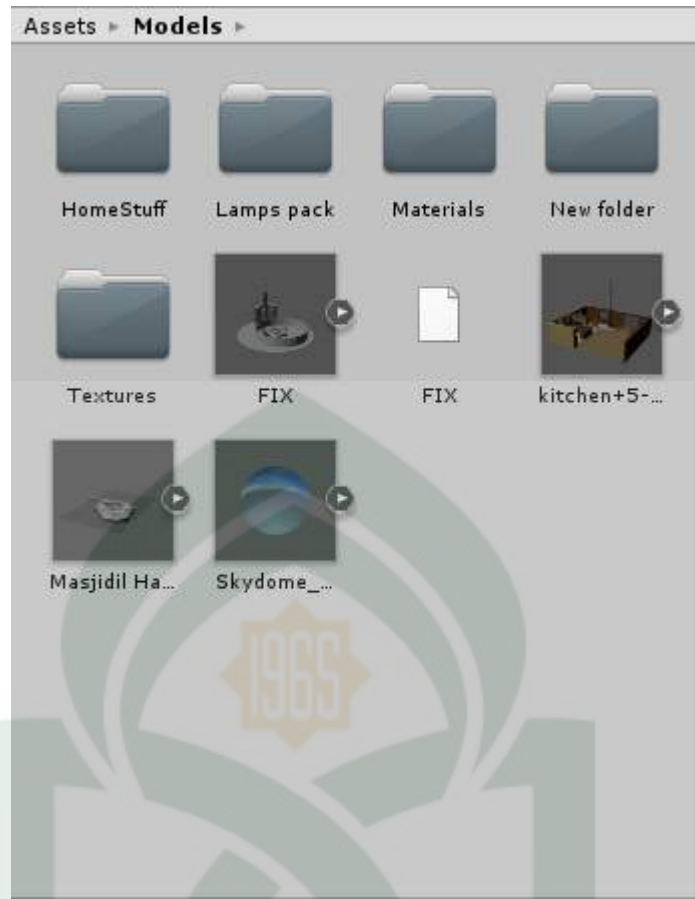 Assets ▸ Models ▸
HomeStuff Lamps pack Materials New folder
Textures FIX FIX kitchen+5-...
Masjidil Ha... Skydome_...
1965